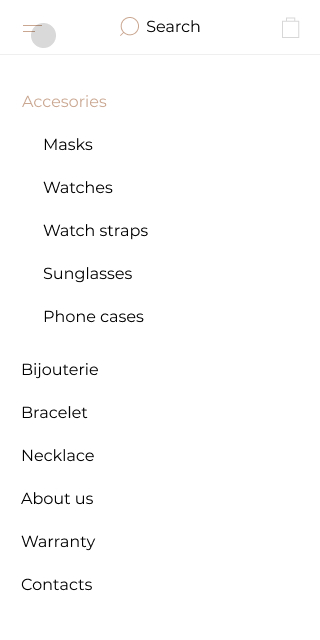 Search
Accesories
Masks
Watches
Watch straps
Sunglasses
Phone cases
Bijouterie
Bracelet
Necklace
About us
Warranty
Contacts